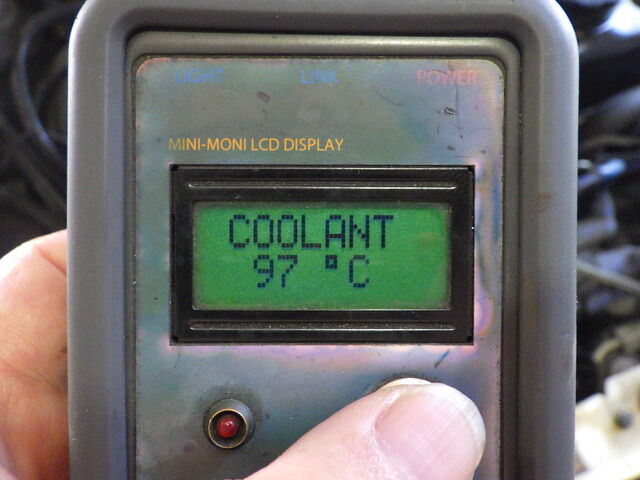 LIGHT LINK POWER
MINI-MONI LCD DISPLAY
COOLANT
97 °C